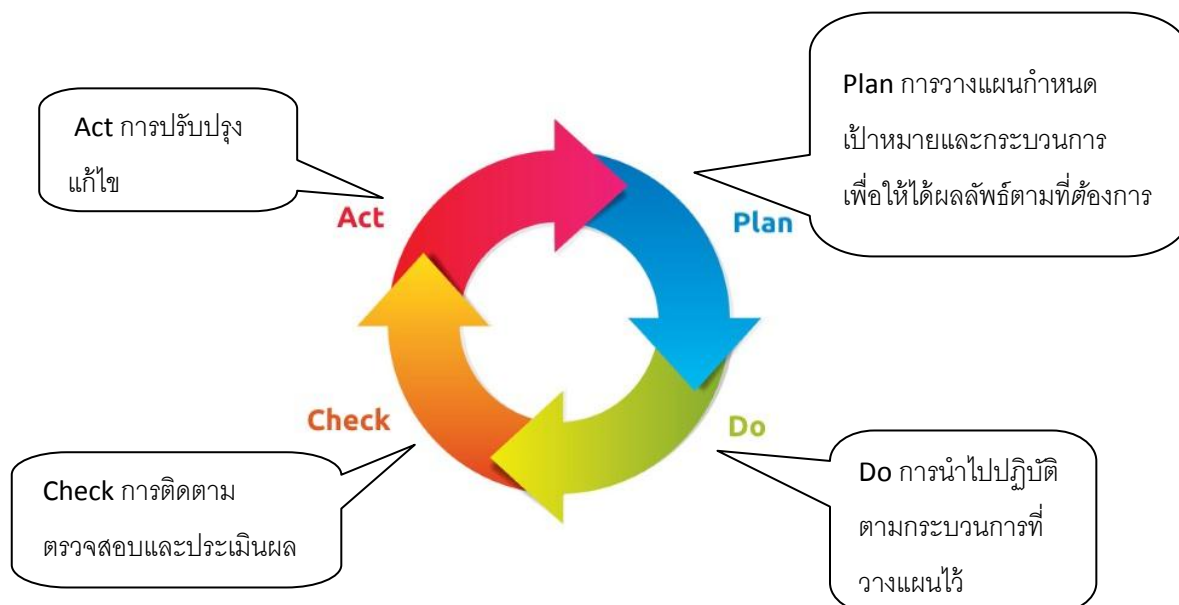 Act การปรับปรุง
แก้ไข
Plan การวางแผนกำหนด
เป้าหมายและกระบวนการ
เพื่อให้ได้ผลลัพธ์ตามที่ต้องการ
Act
Plan
Check
Do
Check การติดตาม
ตรวจสอบและประเมินผล
Do การนำไปปฏิบัติ
ตามกระบวนการที่
วางแผนไว้